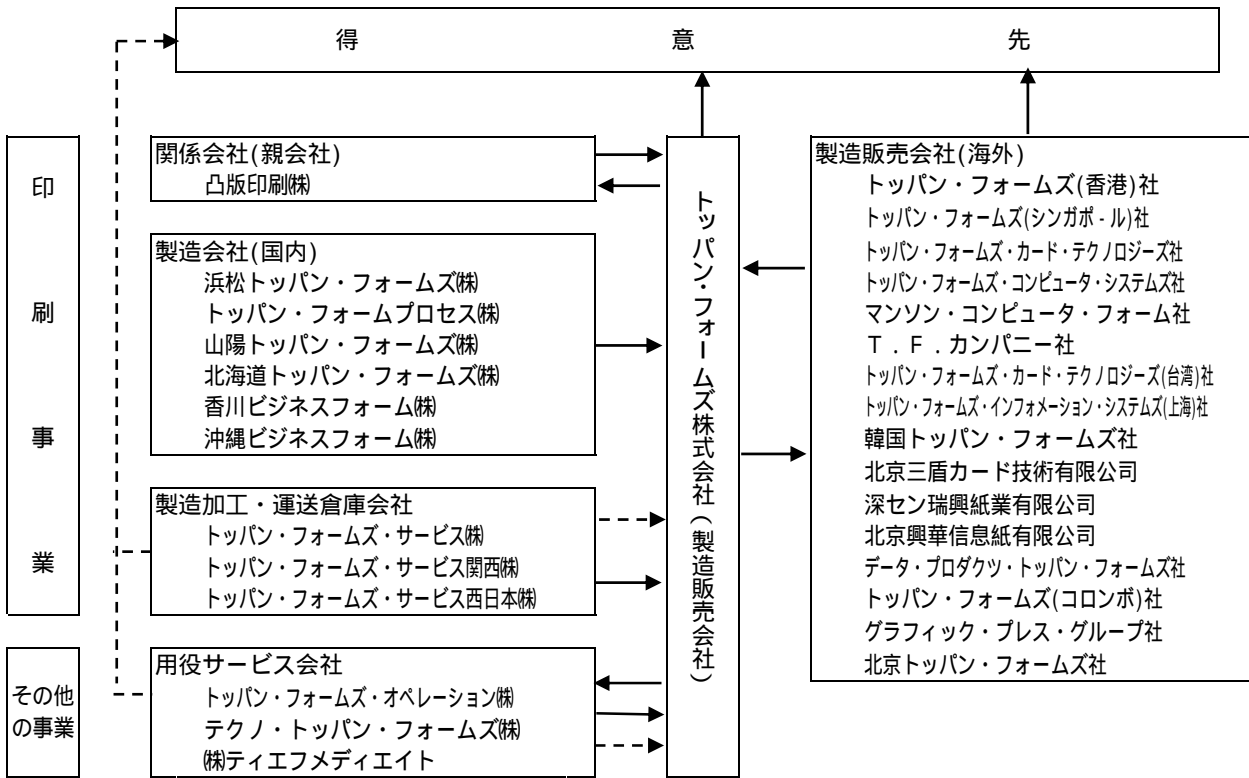 得意先
印刷事業
関係会社(親会社)
凸版印刷㈱
製造会社(国内)
浜松トッパン・フォームズ㈱
トッパン・フォームプロセス㈱
山陽トッパン・フォームズ㈱
北海道トッパン・フォームズ㈱
香川ビジネスフォーム㈱
沖縄ビジネスフォーム㈱
製造加工・運送倉庫会社
トッパン・フォームズ・サービス㈱
トッパン・フォームズ・サービス関西㈱
トッパン・フォームズ・サービス西日本㈱
その他
の事業
用役サービス会社
トッパン・フォームズ・オペレーション㈱
テクノ・トッパン・フォームズ㈱
㈱ティエフメディエイト
トッパン・フォームズ株式会社(製造販売会社)
製造販売会社(海外)
トッパン・フォームズ(香港)社
トッパン・フォームズ(シンガポ-ル)社
トッパン・フォームズ・カード・テクノロジーズ社
トッパン・フォームズ・コンピュータ・システムズ社
マンソン・コンピュータ・フォーム社
T.F.カンパニー社
トッパン・フォームズ・カード・テクノロジーズ(台湾)社
トッパン・フォームズ・インフォメーション・システムズ(上海)社
韓国トッパン・フォームズ社
北京三盾カード技術有限公司
深セン瑞興紙業有限公司
北京興華信息紙有限公司
データ・プロダクツ・トッパン・フォームズ社
トッパン・フォームズ(コロンボ)社
グラフィック・プレス・グループ社
北京トッパン・フォームズ社